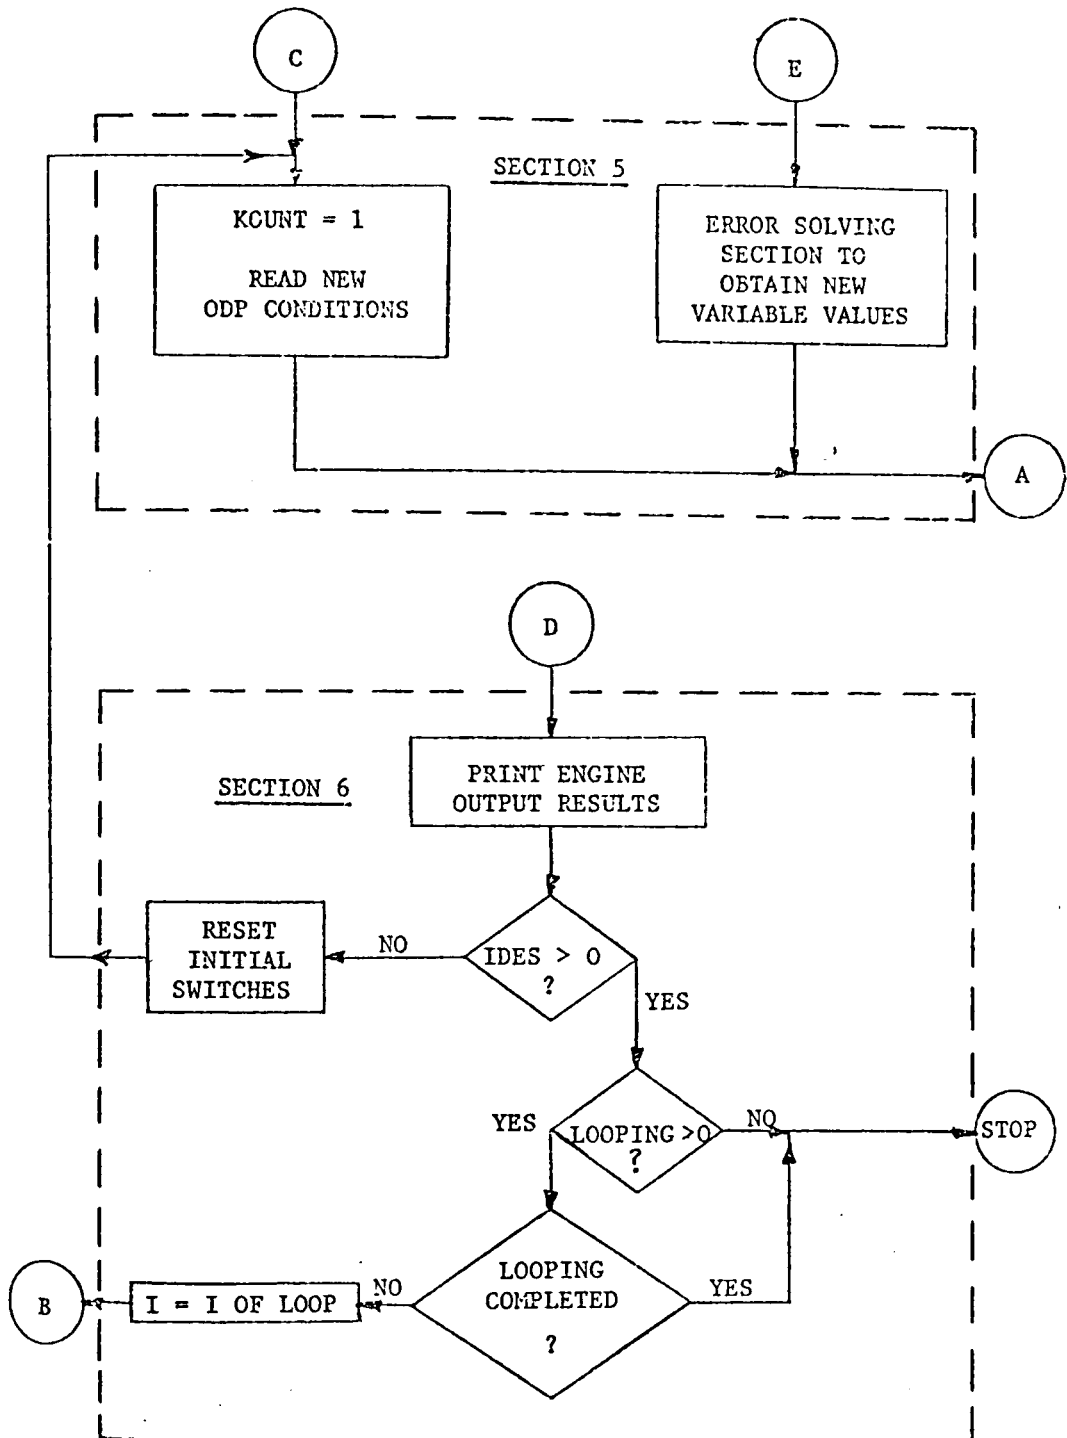 C
E
SECTION 5
KCUNT = 1
READ NEW
ODP CONDITIONS
ERROR SOLVING
SECTION TO
OBTAIN NEW
VARIABLE VALUES
A
D
SECTION 6
PRINT ENGINE
OUTPUT RESULTS
RESET
INITIAL
SWITCHES
NO
IDES > 0
?
YES
YES
LOOPING >0
?
NO
STOP
B
I = I OF LOOP
NO
LOOPING
COMPLETED
?
YES